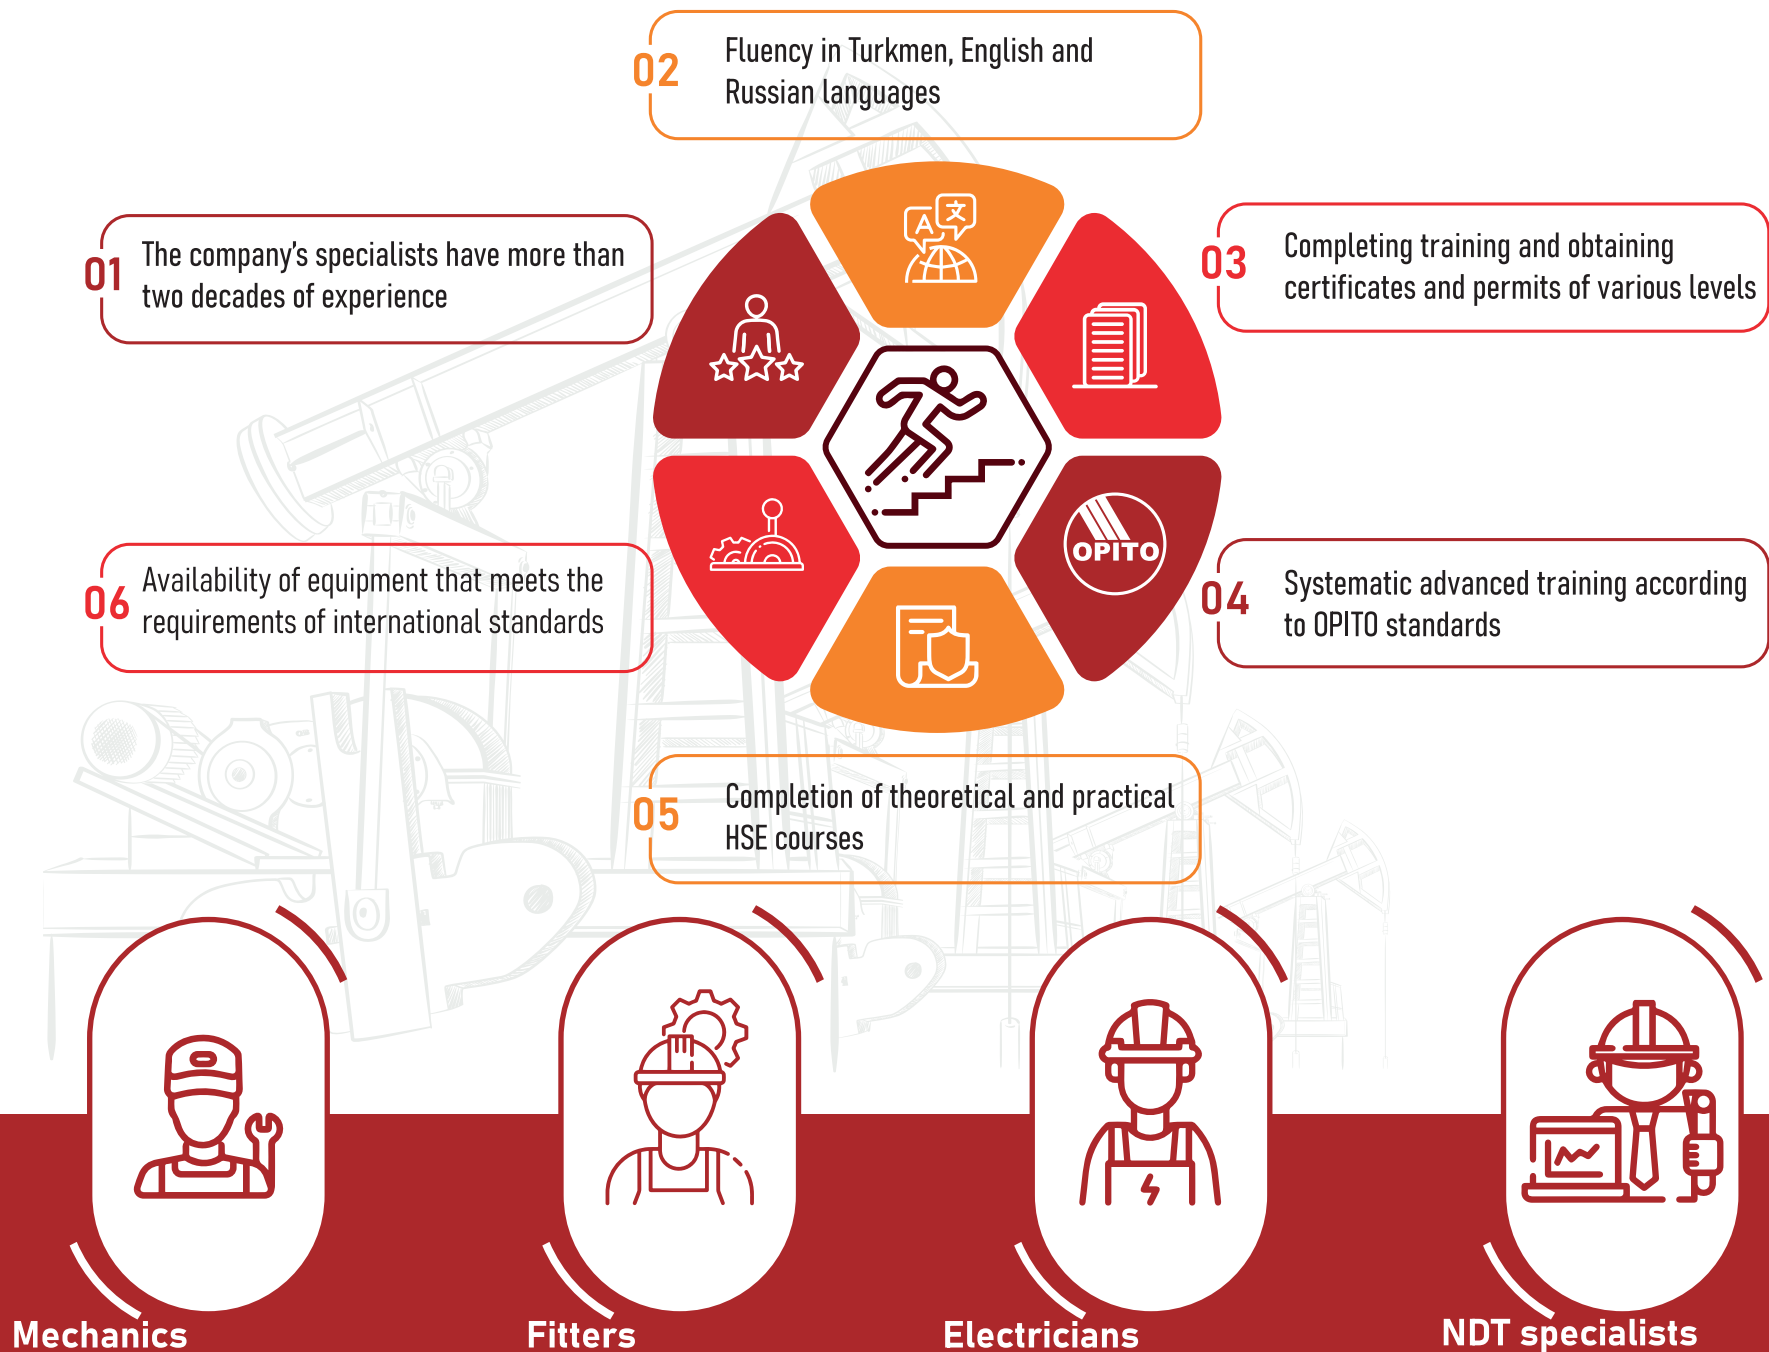 02
Fluency in Turkmen, English and
Russian languages
01
The company's specialists have more than
two decades of experience
03
Completing training and obtaining
certificates and permits of various levels
A 文
OPITO
06
Availability of equipment that meets the
requirements of international standards
04
Systematic advanced training according
to OPITO standards
05
Completion of theoretical and practical
HSE courses
Mechanics
Fitters
Electricians
NDT specialists